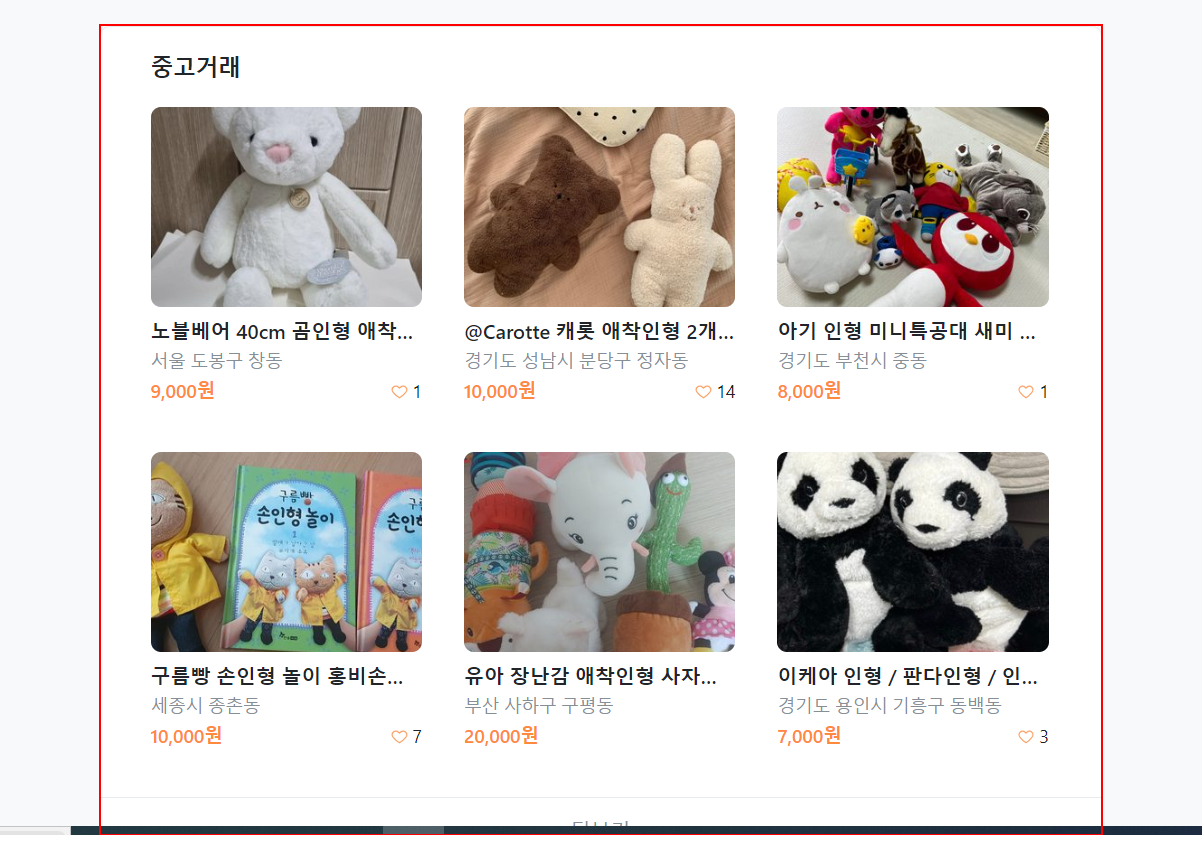 중고거래
노블베어 40cm 곰인형 애착...
서울 도봉구 창동
9,000원
1
@Carotte 캐롯 애착인형 2개...
경기도 성남시 분당구 정자동
10,000원
14
아기 인형 미니특공대 새미 ...
경기도 부천시 중동
8,000원
1
구름빵
손인형 놀이
1
손인
구름빵 손인형 놀이 홍비손...
세종시 종촌동
10,000원
7
유아 장난감 애착인형 사자...
부산 사하구 구평동
20,000원
이케아 인형 / 판다인형 / 인...
경기도 용인시 기흥구 동백동
7,000원
3